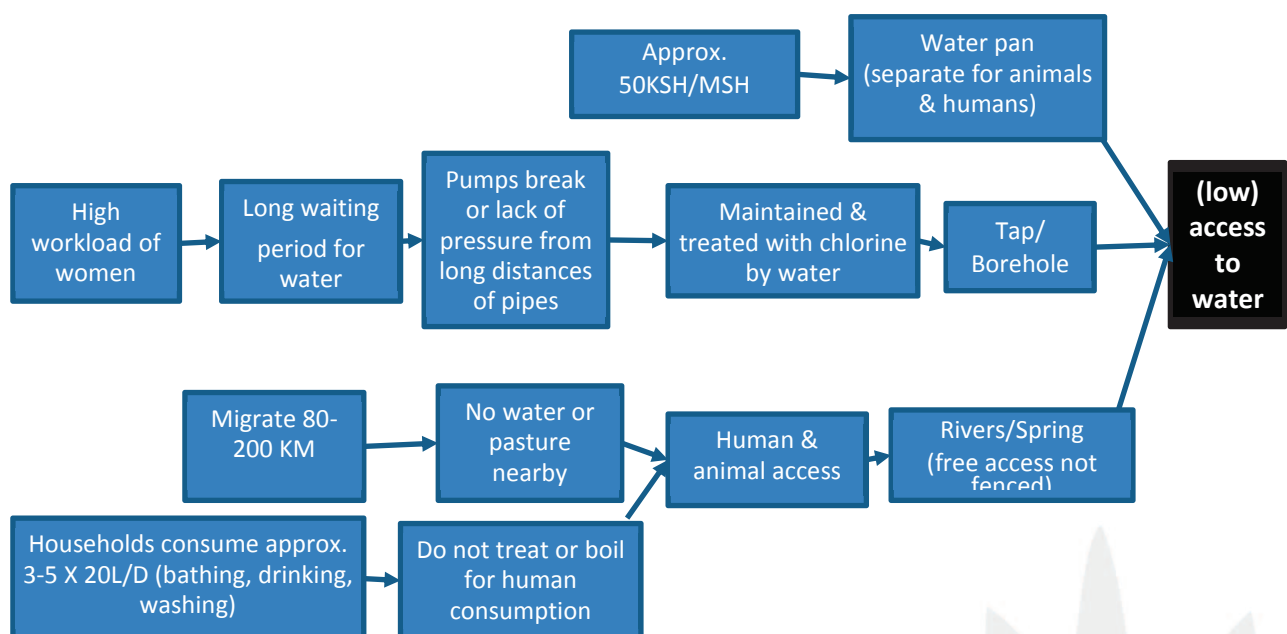 Approx.
50KSH/MSH
Water pan
(separate for animals
& humans)
High
workload of
women
Long waiting
period for
water
Pumps break
or lack of
pressure from
long distances
of pipes
Maintained &
treated with chlorine
by water
Tap/
Borehole
(low)
access
to
water
Migrate 80-
200 KM
No water or
pasture
nearby
Human &
animal access
Rivers/Spring
(free access not
fenced)
Households consume approx.
3-5 X 20L/D (bathing, drinking,
washing)
Do not treat or boil
for human
consumption